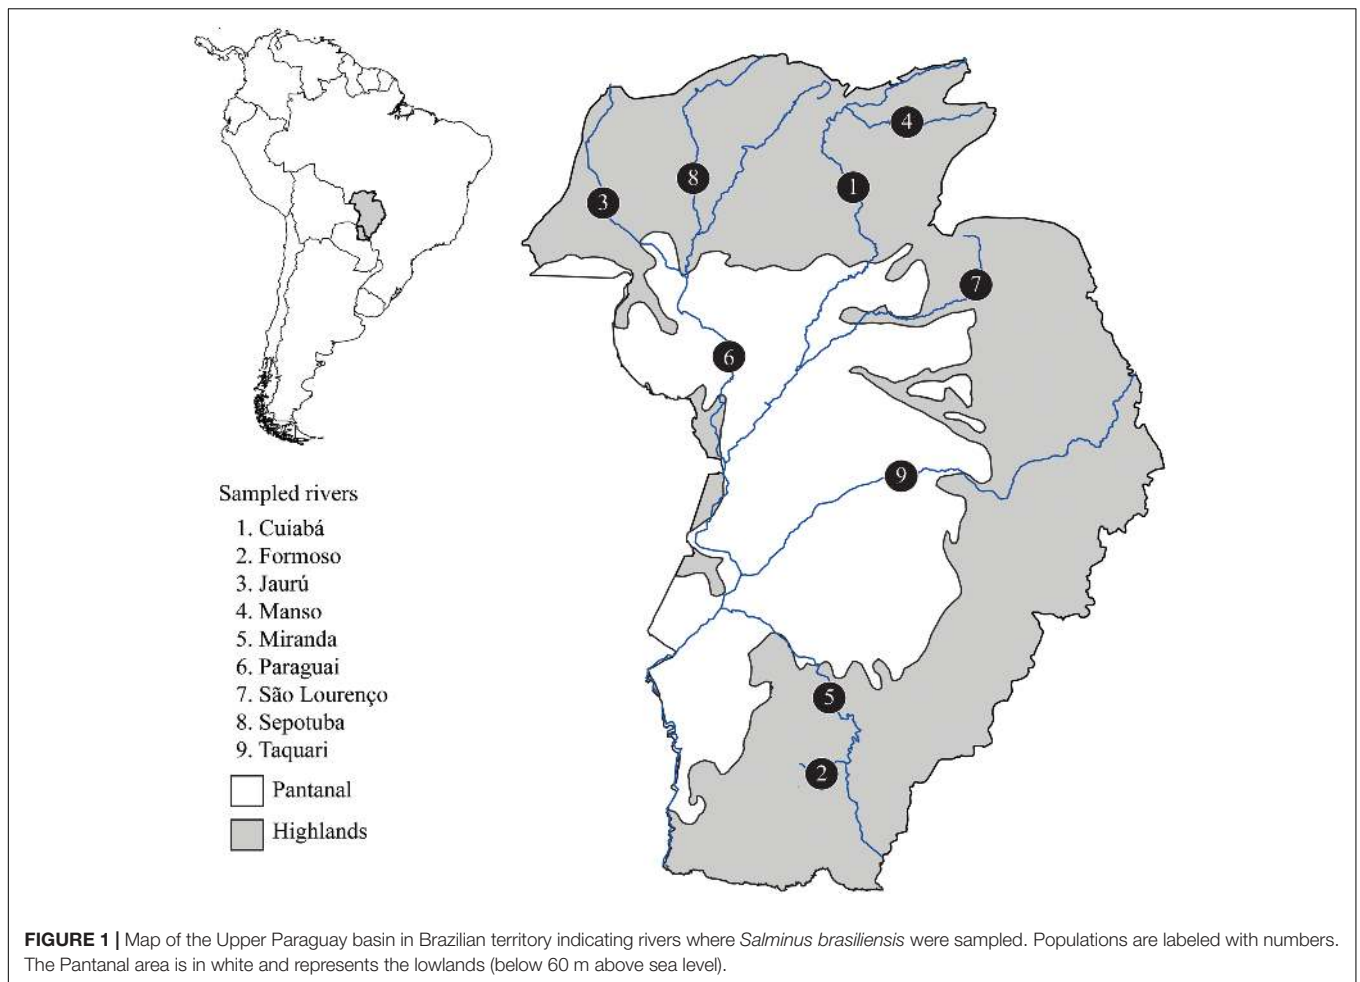 4
8
1
3
7
6
9
5
2
Sampled rivers
1. Cuiabá
2. Formoso
3. Jaurú
4. Manso
5. Miranda
6. Paraguai
7. São Lourenço
8. Sepotuba
9. Taquari
Pantanal
Highlands
FIGURE 1 | Map of the Upper Paraguay basin in Brazilian territory indicating rivers where Salminus brasiliensis were sampled. Populations are labeled with numbers.
The Pantanal area is in white and represents the lowlands (below 60 m above sea level).